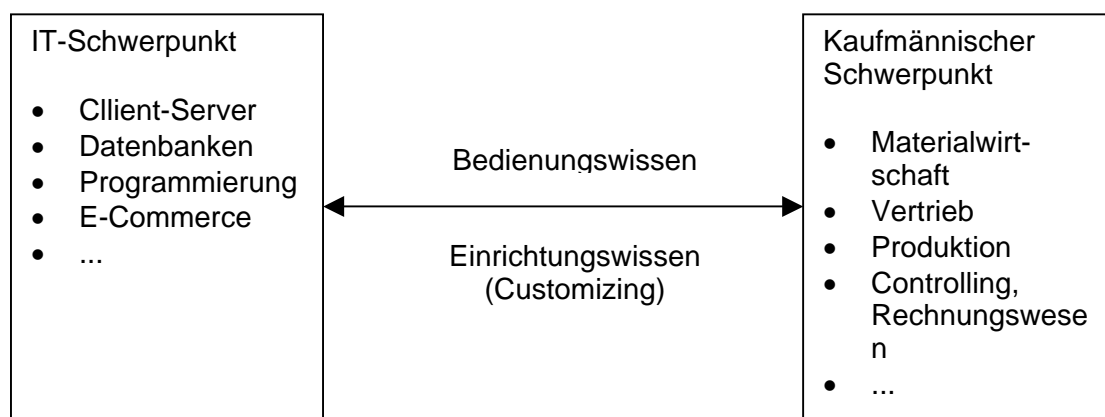 IT-Schwerpunkt
• Cllient-Server
• Datenbanken
• Programmierung
• E-Commerce
• ...
Bedienungswissen
Einrichtungswissen
(Customizing)
Kaufmännischer
Schwerpunkt
• Materialwirt-
schaft
• Vertrieb
• Produktion
• Controlling,
Rechnungswese
n
• ...